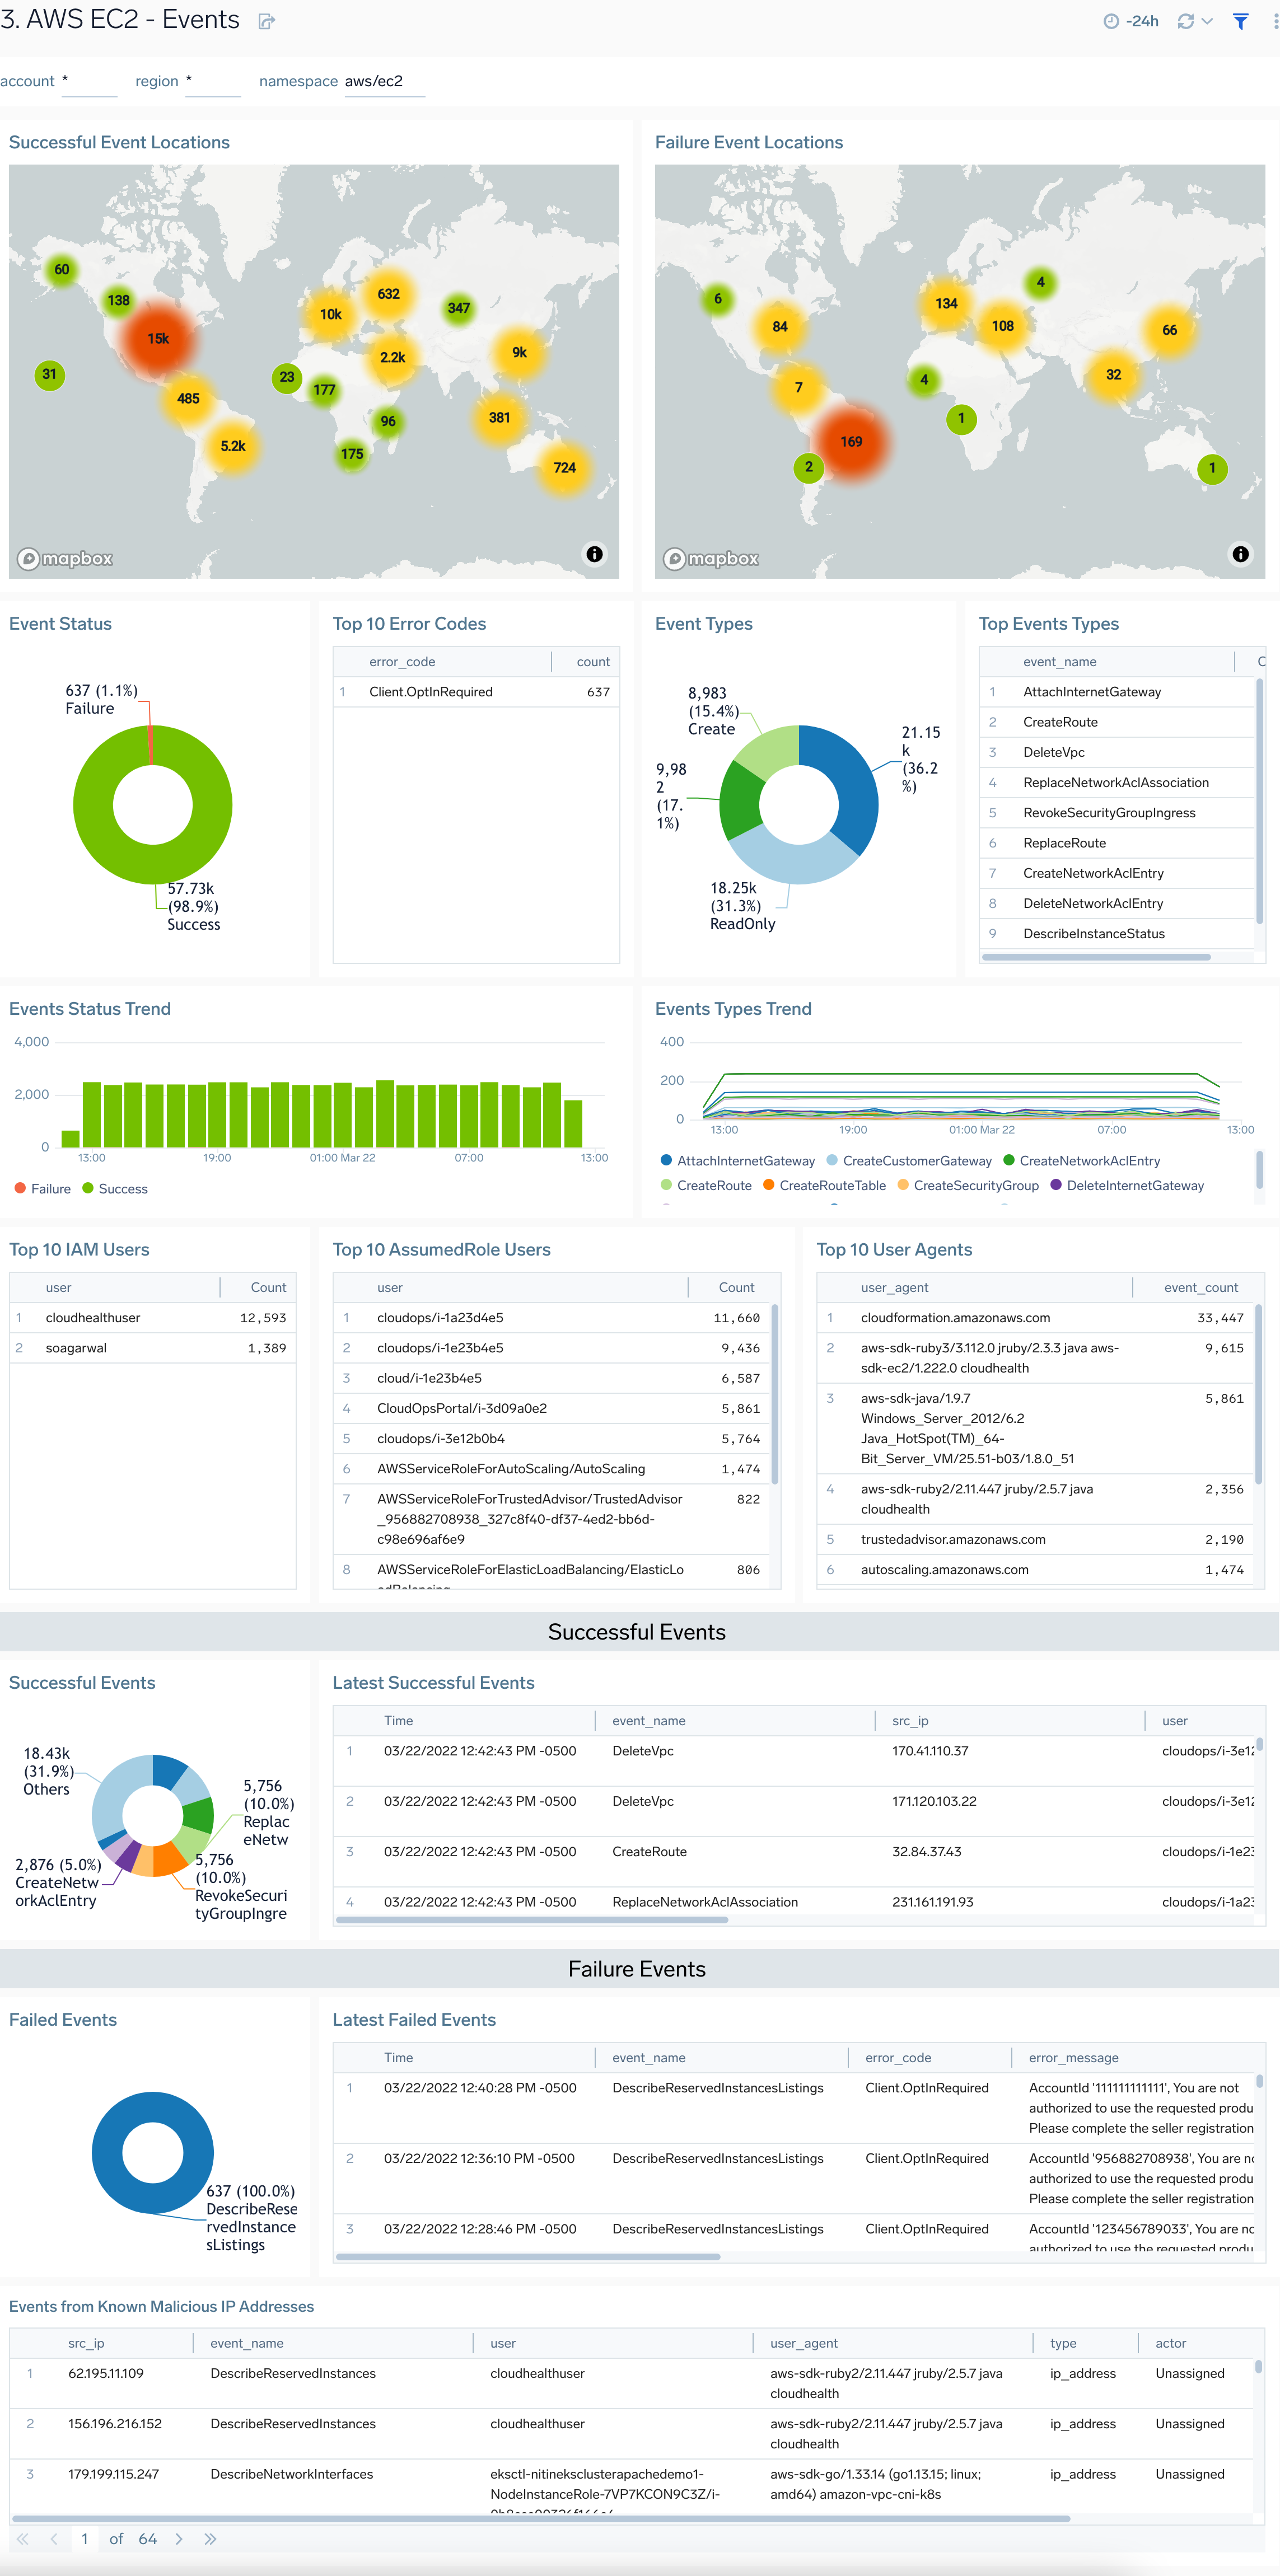 3. AWS EC2 - Events
-24h
account * region * namespace aws/ec2
Successful Event Locations
60
138
15k
31
485
5.2k
10k
632
347
2.2k
9k
23
177
96
381
175
724
mapbox
Failure Event Locations
6
84
134
4
108
66
7
4
32
1
169
2
1
mapbox
Event Status
637 (1.1%)
Failure
57.73k
(98.9%)
Success
Top 10 Error Codes
error_code count
1 Client.OptInRequired 637
Event Types
8,983
(15.4%)
Create
21.15
k
(36.2
%)
9,98
2
(17.
1%)
18.25k
(31.3%)
ReadOnly
Top Events Types
event_name
1 AttachInternetGateway
2 CreateRoute
3 DeleteVpc
4 ReplaceNetworkAclAssociation
5 RevokeSecurityGroupIngress
6 ReplaceRoute
7 CreateNetworkAclEntry
8 DeleteNetworkAclEntry
9 DescribeInstanceStatus
Events Status Trend
4,000
2,000
0
13:00 19:00 01:00 Mar 22 07:00 13:00
Failure Success
Events Types Trend
400
200
0
13:00 19:00 01:00 Mar 22 07:00 13:00
AttachInternetGateway CreateCustomerGateway CreateNetworkAclEntry
CreateRoute CreateRouteTable CreateSecurityGroup DeleteInternetGateway
Top 10 IAM Users
user Count
1 cloudhealthuser 12,593
2 soagarwal 1,389
Top 10 AssumedRole Users
user Count
1 cloudops/i-1a23d4e5 11,660
2 cloudops/i-1e23b4e5 9,436
3 cloud/i-1e23b4e5 6,587
4 CloudOpsPortal/i-3d09a0e2 5,861
5 cloudops/i-3e12b0b4 5,764
6 AWSServiceRoleForAutoScaling/AutoScaling 1,474
7 AWSServiceRoleForTrustedAdvisor/TrustedAdvisor 822
_956882708938_327c8f40-df37-4ed2-bb6d-
c98e696af6e9
8 AWSServiceRoleForElasticLoadBalancing/ElasticLo 806
adBalancing
Top 10 User Agents
user_agent event_count
1 cloudformation.amazonaws.com 33,447
2 aws-sdk-ruby3/3.112.0 jruby/2.3.3 java aws- 9,615
sdk-ec2/1.222.0 cloudhealth
3 aws-sdk-java/1.9.7 5,861
Windows_Server_2012/6.2
Java_HotSpot(TM)_64-
Bit_Server_VM/25.51-b03/1.8.0_51
4 aws-sdk-ruby2/2.11.447 jruby/2.5.7 java 2,356
cloudhealth
5 trustedadvisor.amazonaws.com 2,190
6 autoscaling.amazonaws.com 1,474
Successful Events
Successful Events
18.43k
(31.9%)
Others
5,756
(10.0%)
Replac
eNetw
5,756
(10.0%)
RevokeSecuri
tyGroupIngre
2,876 (5.0%)
CreateNetw
orkAclEntry
Latest Successful Events
Time event_name src_ip user
1 03/22/2022 12:42:43 PM -0500 DeleteVpc 170.41.110.37 cloudops/i-3e12
2 03/22/2022 12:42:43 PM -0500 DeleteVpc 171.120.103.22 cloudops/i-3e12
3 03/22/2022 12:42:43 PM -0500 CreateRoute 32.84.37.43 cloudops/i-1e23
4 03/22/2022 12:42:43 PM -0500 ReplaceNetworkAclAssociation 231.161.191.93 cloudops/i-1a23
Failure Events
Failed Events
637 (100.0%)
DescribeRese
rvedInstance
sListings
Latest Failed Events
Time event_name error_code error_message
1 03/22/2022 12:40:28 PM -0500 DescribeReservedInstancesListings Client.OptInRequired AccountId '111111111111', You are not
authorized to use the requested produ
Please complete the seller registration
2 03/22/2022 12:36:10 PM -0500 DescribeReservedInstancesListings Client.OptInRequired AccountId '956882708938', You are no
authorized to use the requested produ
Please complete the seller registration
3 03/22/2022 12:28:46 PM -0500 DescribeReservedInstancesListings Client.OptInRequired AccountId '123456789033', You are no
authorized to use the requested produ
Events from Known Malicious IP Addresses
src_ip event_name user user_agent type actor
1 62.195.11.109 DescribeReservedInstances cloudhealthuser aws-sdk-ruby2/2.11.447 jruby/2.5.7 java ip_address Unassigned
cloudhealth
2 156.196.216.152 DescribeReservedInstances cloudhealthuser aws-sdk-ruby2/2.11.447 jruby/2.5.7 java ip_address Unassigned
cloudhealth
3 179.199.115.247 DescribeNetworkInterfaces eksctl-nitineksclusterapachedemo1- aws-sdk-go/1.33.14 (go1.13.15; linux; ip_address Unassigned
NodeInstanceRole-7VP7KCON9C3Z/i- amd64) amazon-vpc-cni-k8s
1 of 64